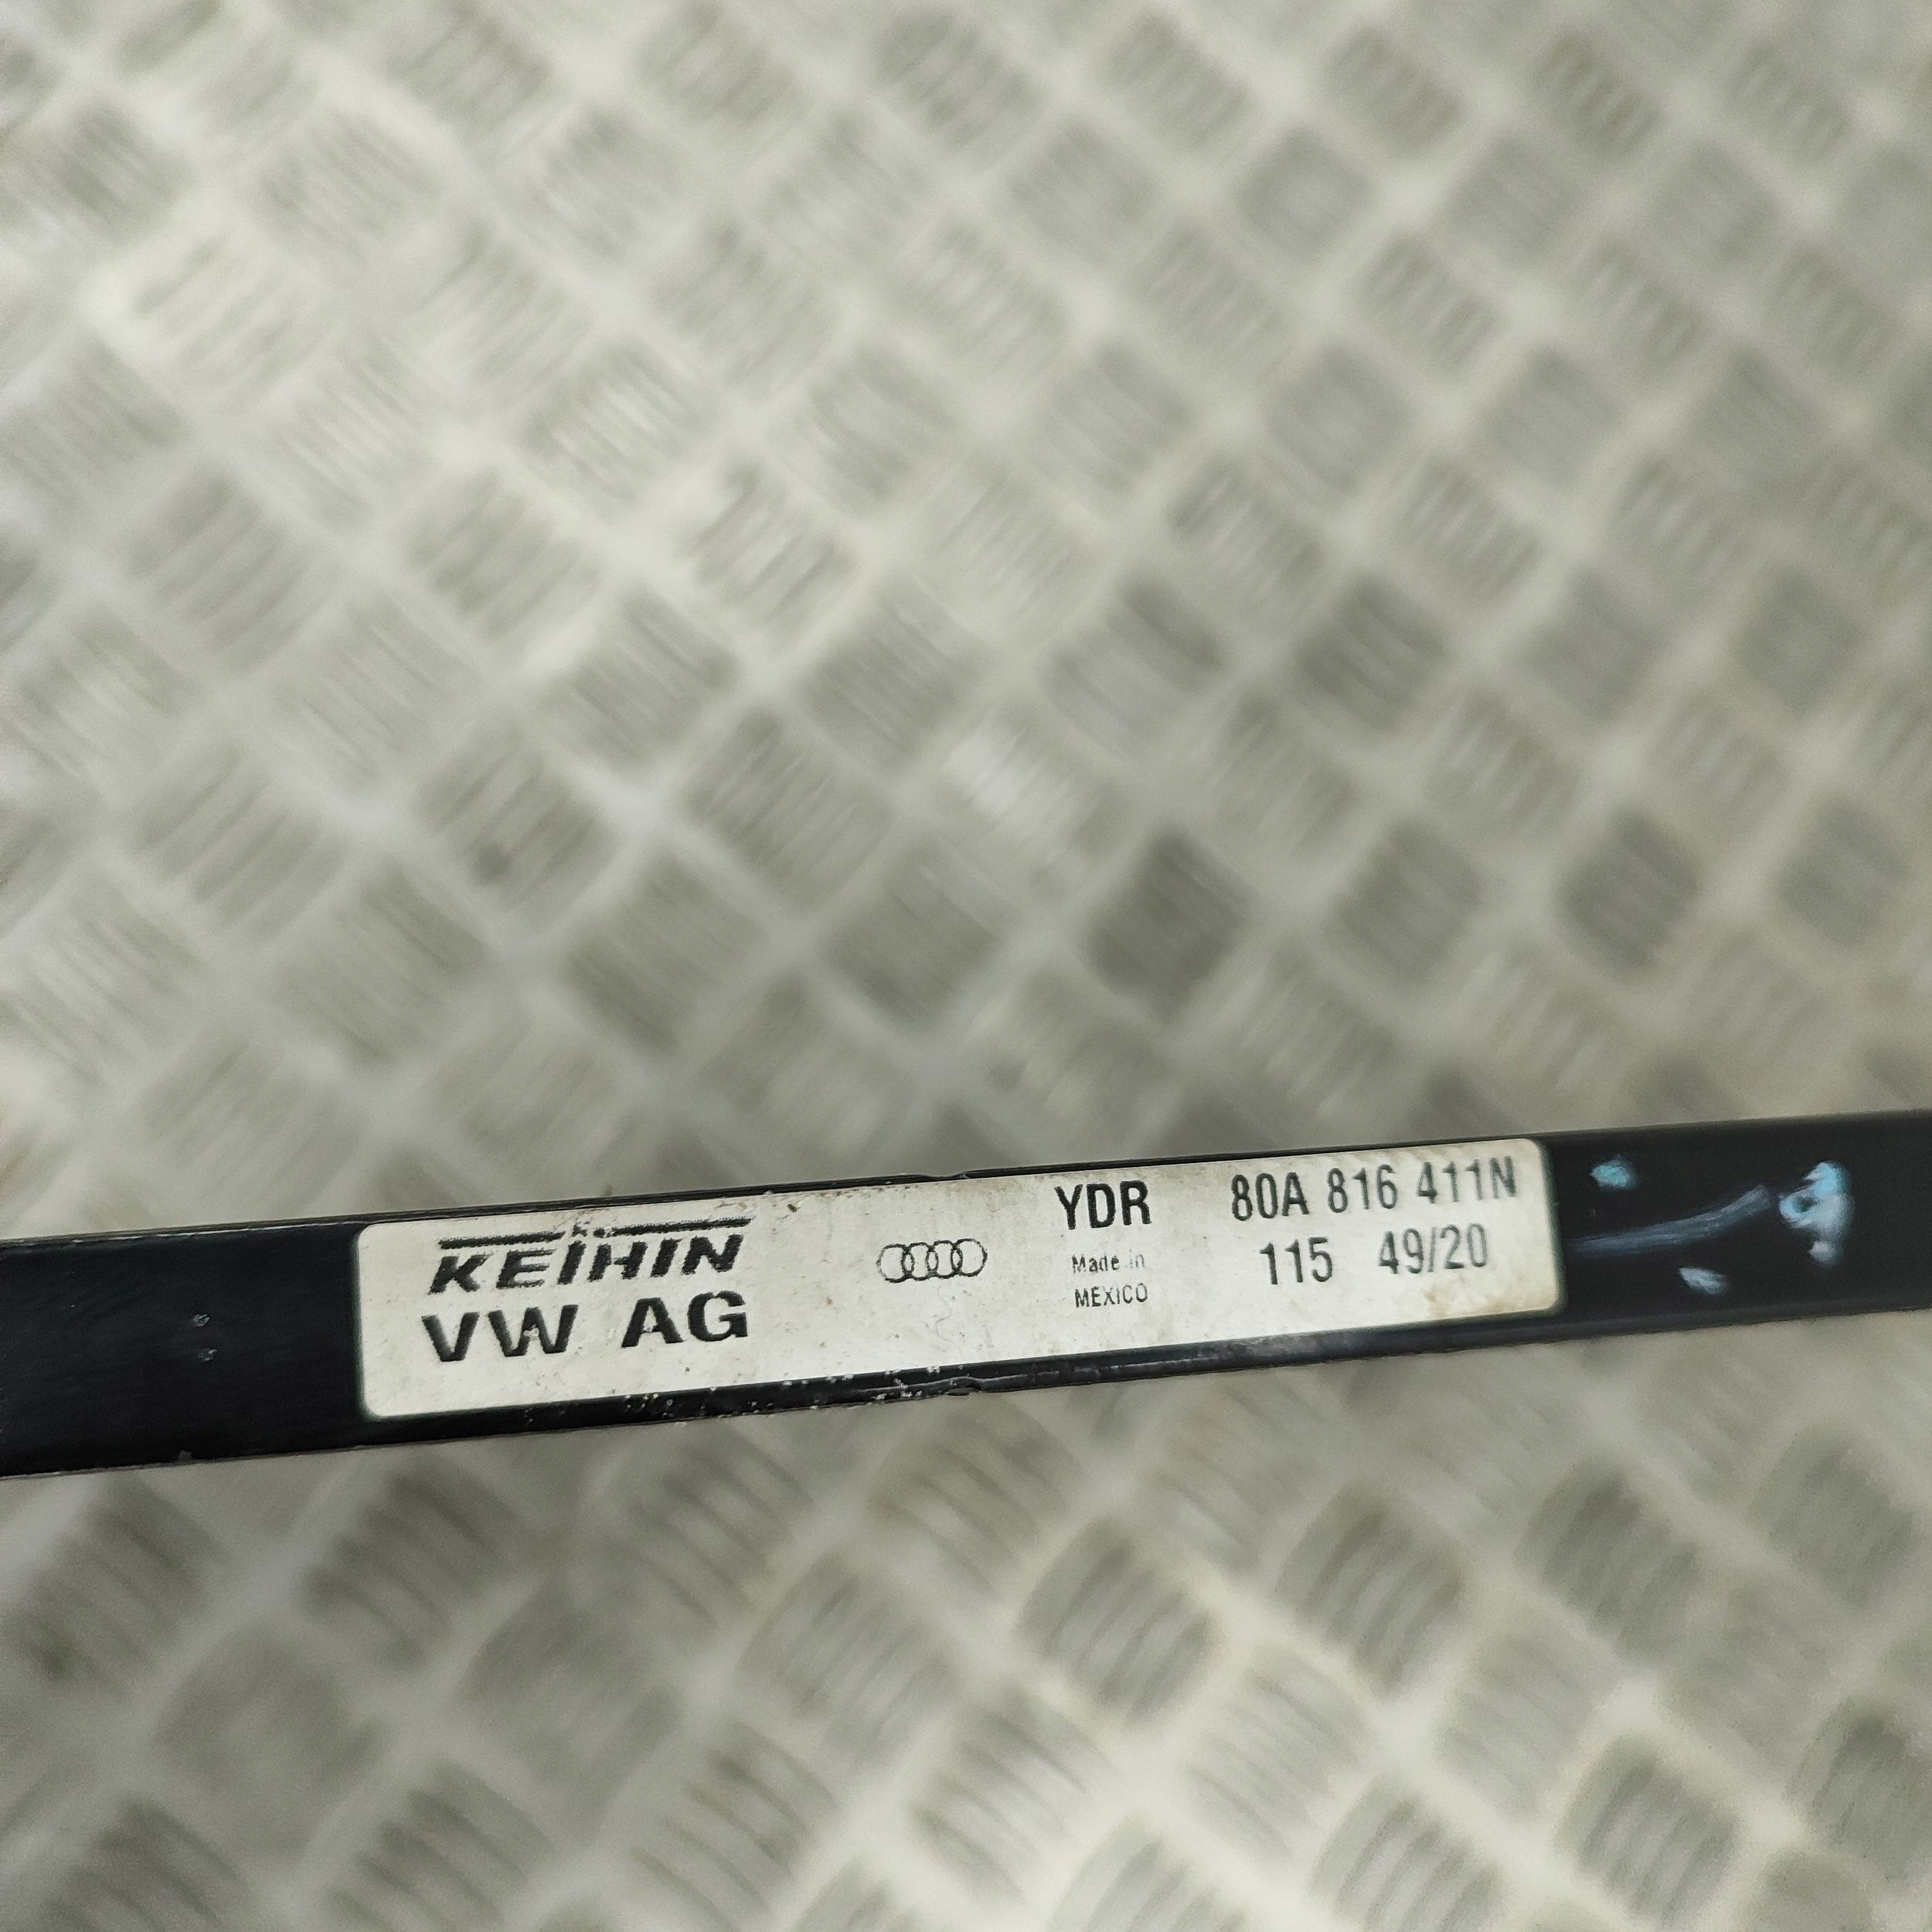 KEIHIN
VW AG
YDR
Made in
MEXICO
80A 816 411N
115 49/20